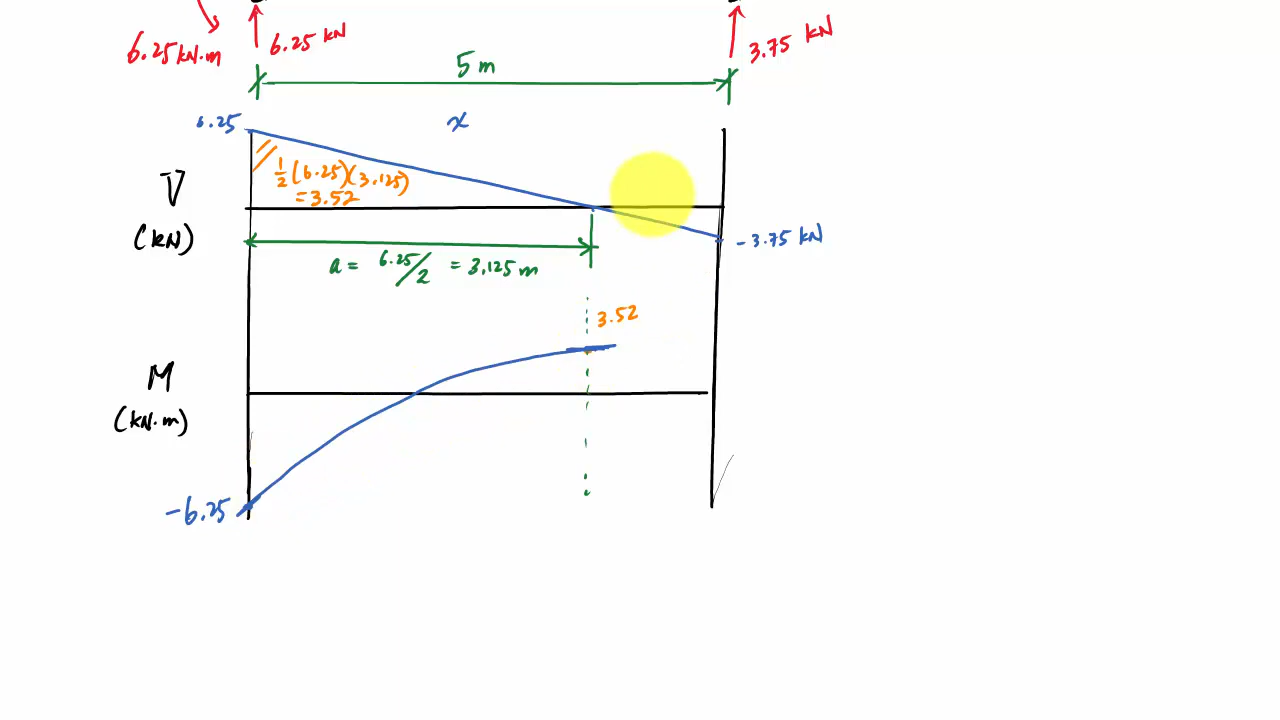 6.25 kN·m
6.25 kN
3.75 kN
5 m
6.25
x
V
(kN)
1/2 (6.25)(3.125)
= 3.52
- 3.75 kN
a = 6.25/2 = 3.125 m
3.52
M
(kN·m)
-6.25